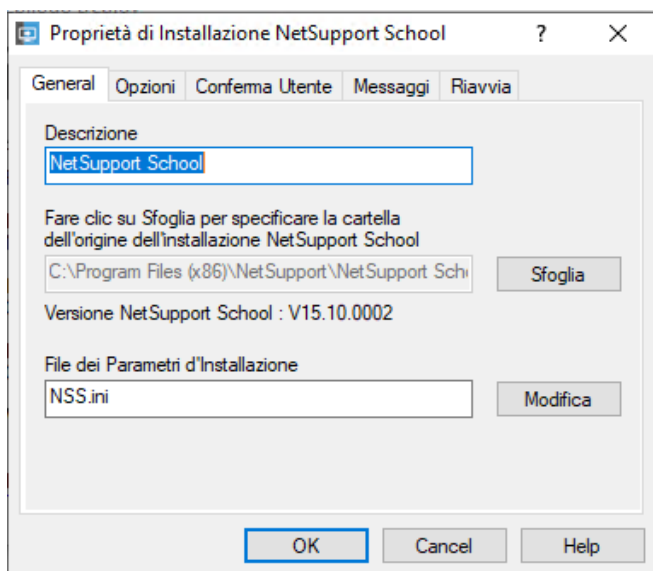 Proprietà di Installazione NetSupport School
General
Opzioni
Conferma Utente
Messaggi
Riavvia
Descrizione
NetSupport School
Fare clic su Sfoglia per specificare la cartella
dell'origine dell'installazione NetSupport School
C:\Program Files (x86)\NetSupport\NetSupport
Sfoglia
Versione NetSupport School : V15.10.0002
File dei Parametri d'Installazione
NSS.ini
Modifica
OK
Cancel
Help